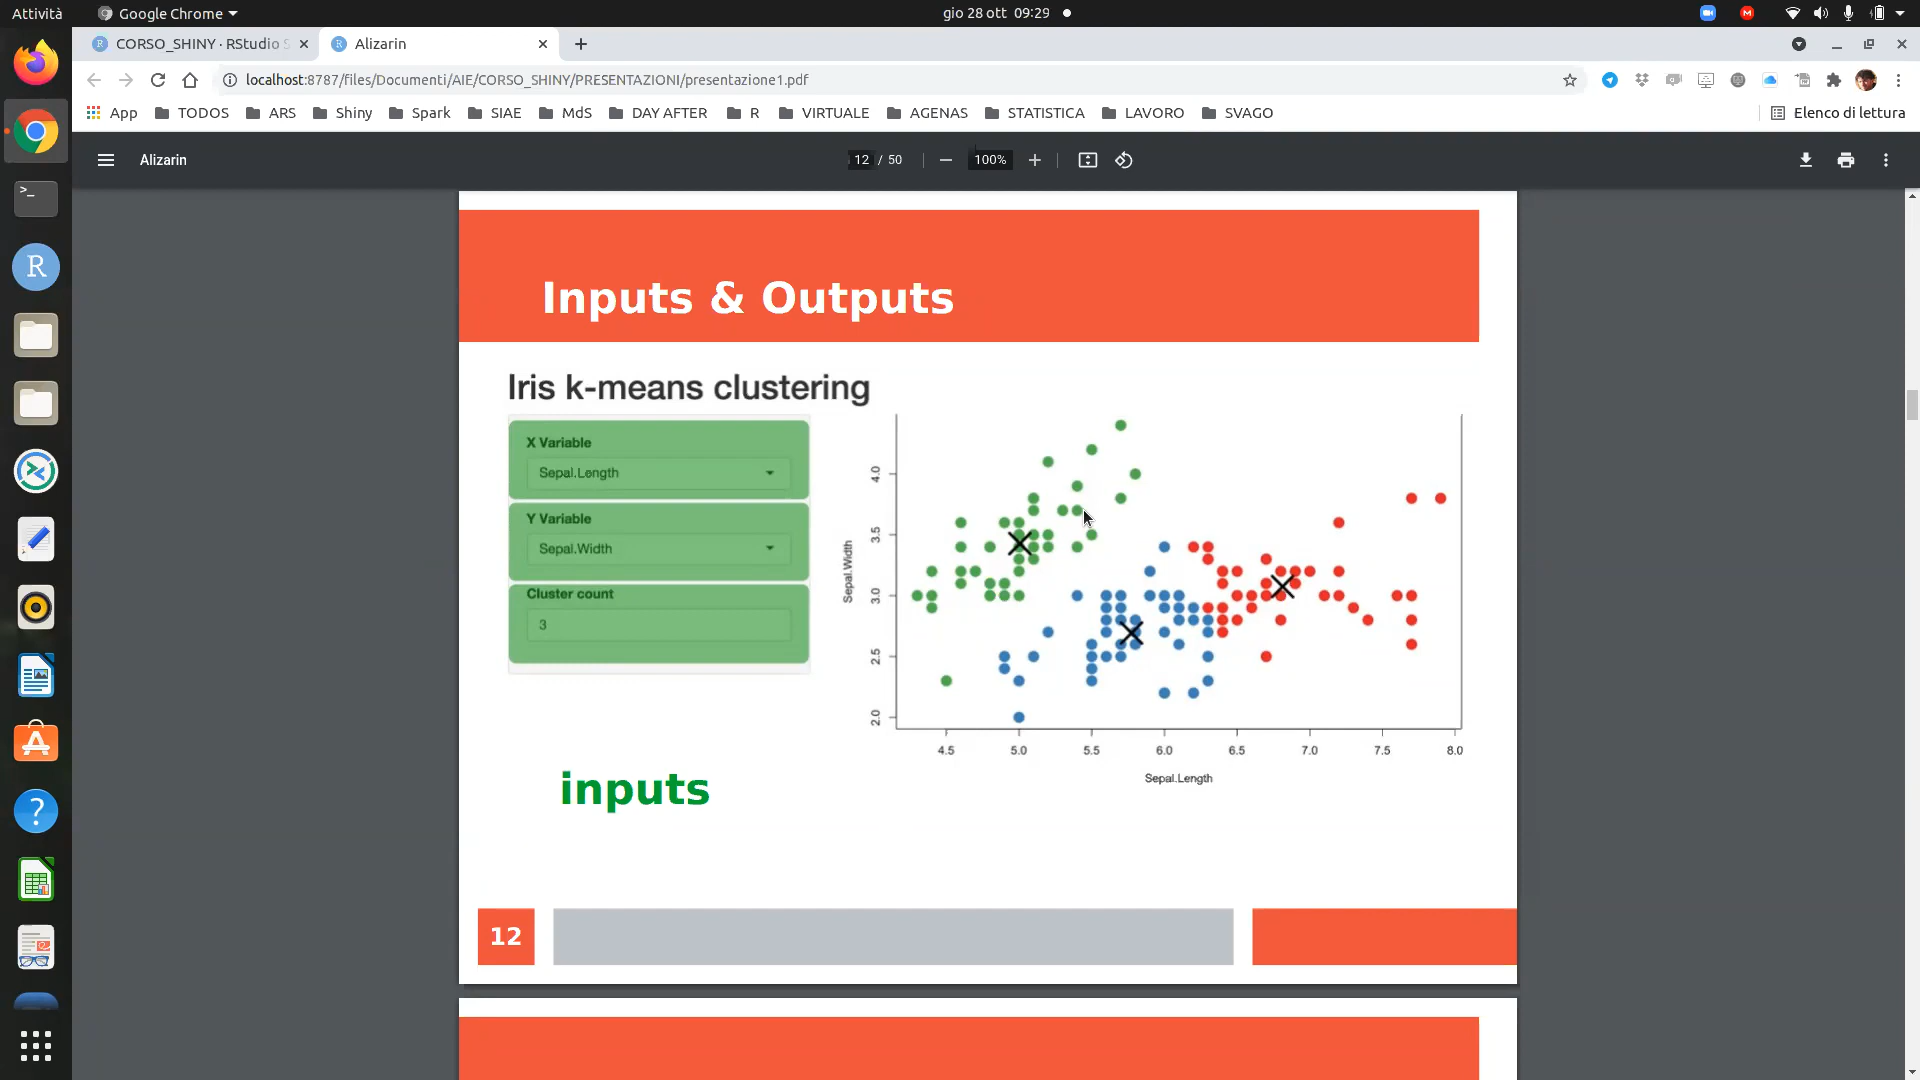 Attività
Google Chrome
gio 28 ott 09:29
CORSO_SHINY · RStudio S
Alizarin
localhost:8787/files/Documenti/AIE/CORSO_SHINY/PRESENTAZIONI/presentazione1.pdf
App TODOS ARS Shiny Spark SIAE MdS DAY AFTER R VIRTUALE AGENAS STATISTICA LAVORO SVAGO Elenco di lettura
Alizarin
12 / 50
100%
Inputs & Outputs
Iris k-means clustering
X Variable
Sepal.Length
Y Variable
Sepal.Width
Cluster count
3
Sepal.Width
4.0
3.5
3.0
2.5
2.0
4.5 5.0 5.5 6.0 6.5 7.0 7.5 8.0
Sepal.Length
inputs
12